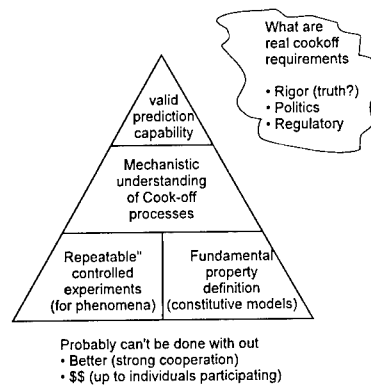 What are
real cookoff
requirements
• Rigor (truth?)
• Politics
• Regulatory
valid
prediction
capability
Mechanistic
understanding
of Cook-off
processes
Repeatable"
controlled
experiments
(for phenomena)
Fundamental
property
definition
(constitutive models)
Probably can't be done with out
• Better (strong cooperation)
• $$ (up to individuals participating)